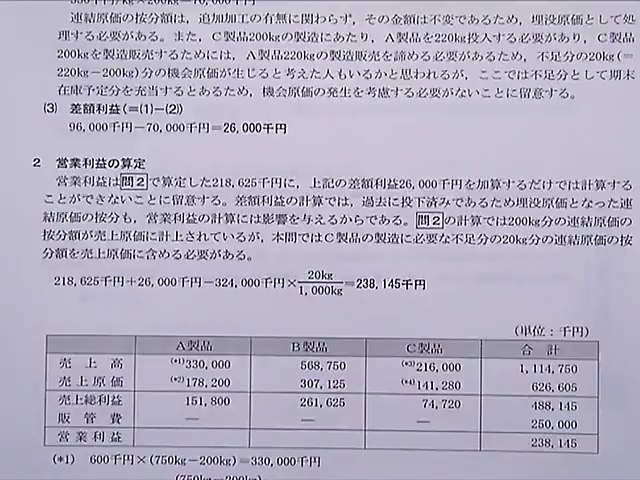 連結原価の按分額は，追加加工の有無に関わらず，その金額は不変であるため，埋没原価として処
理する必要がある。また，C製品200kgの製造にあたり，A製品を220kg投入する必要があり，C製品
200kgを製造販売するためには，A製品220kgの製造販売を諦める必要があるため，不足分の20kg(＝
220kg−200kg)分の機会原価が生じると考えた人もいるかと思われるが，ここでは不足分として期末
在庫予定分を充当するとあるため，機会原価の発生を考慮する必要がないことに留意する。
(3) 差額利益(＝(1)−(2))
96,000千円−70,000千円＝26,000千円
2 営業利益の算定
営業利益は問2で算定した218,625千円に，上記の差額利益26,000千円を加算するだけでは計算する
ことができないことに留意する。差額利益の計算では，過去に投下済みであるため埋没原価となった連
結原価の按分も，営業利益の計算には影響を与えるからである。問2の計算では200kg分の連結原価の
按分額が売上原価に計上されているが，本問ではC製品の製造に必要な不足分の20kg分の連結原価の按
分額を売上原価に含める必要がある。
218,625千円＋26,000千円−324,000千円×20kg/1,000kg＝238,145千円
(単位：千円)
A製品 B製品 C製品 合計
売上高 (*1)330,000 568,750 (*3)216,000 1,114,750
売上原価 (*2)178,200 307,125 (*4)141,280 626,605
売上総利益 151,800 261,625 74,720 488,145
販管費 — — — 250,000
営業利益 238,145
(*1) 600千円×(750kg−200kg)＝330,000千円